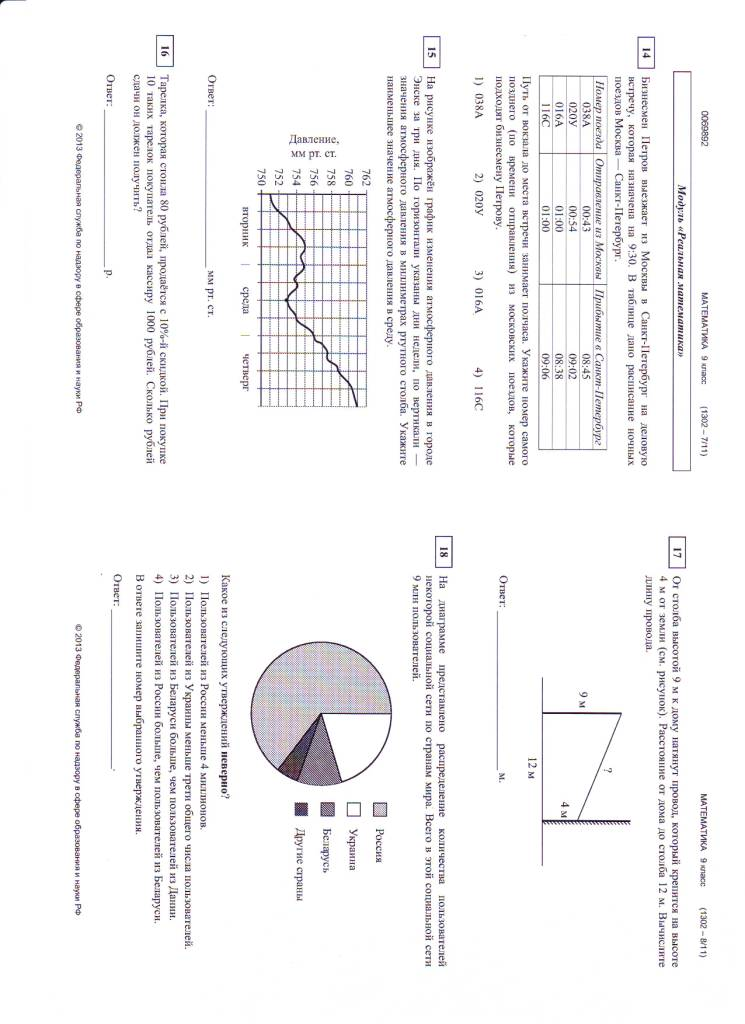 0069892
МАТЕМАТИКА 9 класс (1302 – 7/11)
Модуль «Реальная математика»
14
Бизнесмен Петров выезжает из Москвы в Санкт-Петербург на деловую
встречу, которая назначена на 9:30. В таблице дано расписание ночных
поездов Москва — Санкт-Петербург.
Номер поезда Отправление из Москвы Прибытие в Санкт-Петербург
038А 00:43 08:45
020У 00:54 09:02
016А 01:00 08:38
116С 01:00 09:06
Путь от вокзала до места встречи занимает полчаса. Укажите номер самого
позднего (по времени отправления) из московских поездов, которые
подходят бизнесмену Петрову.
1) 038А 2) 020У 3) 016А 4) 116С
15
На рисунке изображён график изменения атмосферного давления в городе
Энске за три дня. По горизонтали указаны дни недели, по вертикали —
значения атмосферного давления в миллиметрах ртутного столба. Укажите
наименьшее значение атмосферного давления в среду.
Давление,
мм рт. ст.
762
760
758
756
754
752
750
вторник | среда | четверг
Ответ: ____________ мм рт. ст.
16
Тарелка, которая стоила 80 рублей, продаётся с 10%-й скидкой. При покупке
10 таких тарелок покупатель отдал кассиру 1000 рублей. Сколько рублей
сдачи он должен получить?
Ответ: ____________ р.
© 2013 Федеральная служба по надзору в сфере образования и науки РФ
МАТЕМАТИКА 9 класс (1302 – 8/11)
17
От столба высотой 9 м к дому натянут провод, который крепится на высоте
4 м от земли (см. рисунок). Расстояние от дома до столба 12 м. Вычислите
длину провода.
?
9 м
4 м
12 м
Ответ: ____________ м.
18
На диаграмме представлено распределение количества пользователей
некоторой социальной сети по странам мира. Всего в этой социальной сети
9 млн пользователей.
Россия
Украина
Беларусь
Другие страны
Какое из следующих утверждений неверно?
1) Пользователей из России меньше 4 миллионов.
2) Пользователей из Украины меньше трети общего числа пользователей.
3) Пользователей из Беларуси больше, чем пользователей из Дании.
4) Пользователей из России больше, чем пользователей из Беларуси.
В ответе запишите номер выбранного утверждения.
Ответ: ____________.
© 2013 Федеральная служба по надзору в сфере образования и науки РФ